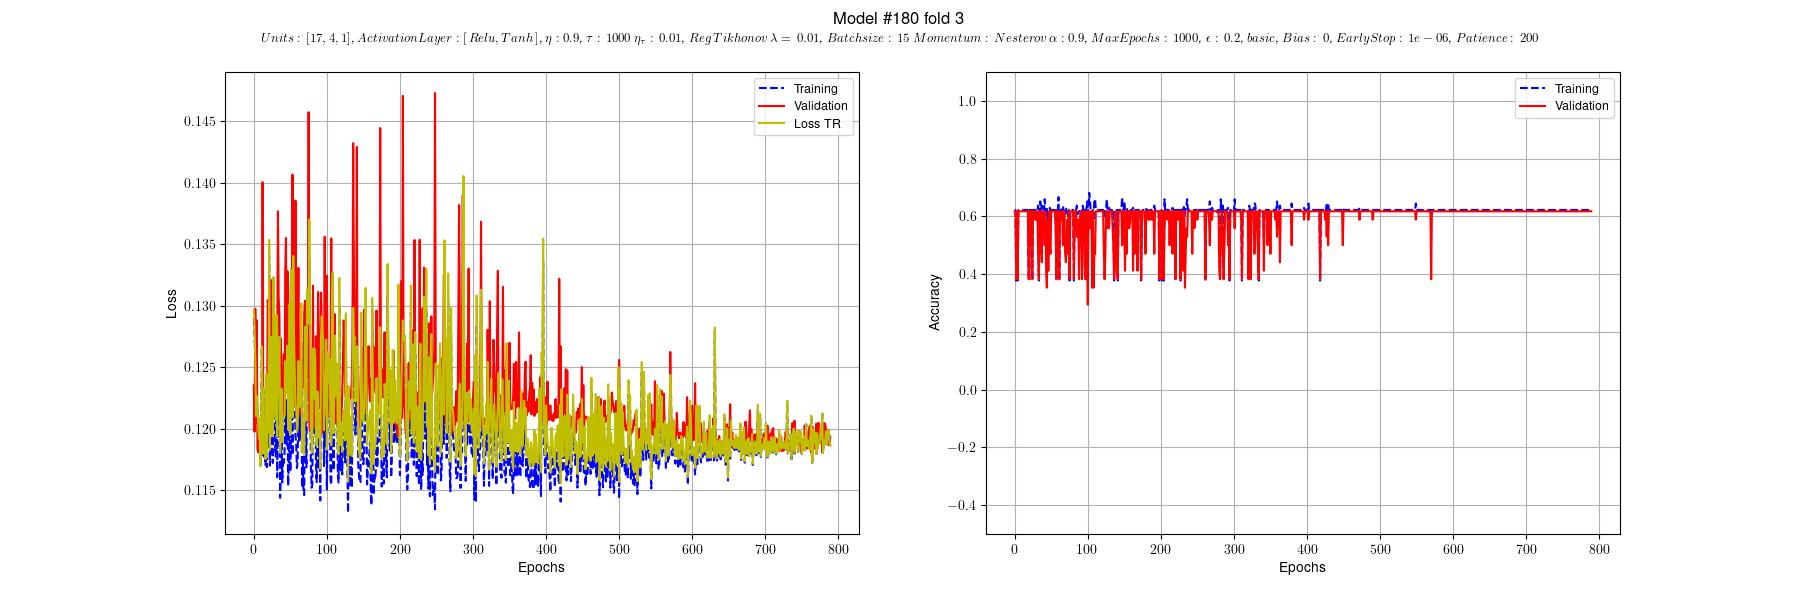 Model #180 fold 3
Units : [17, 4, 1], ActivationLayer : [ Relu, Tanh], η : 0.9, τ : 1000 ητ : 0.01, Reg Tikhonov λ = 0.01, Batchsize : 15 Momentum : Nesterov α : 0.9, MaxEpochs : 1000, ϵ : 0.2, basic, Bias : 0, EarlyStop : 1e − 06, Patience : 200
Training
Validation
Loss TR
0.145
0.140
0.135
0.130
0.125
0.120
0.115
Loss
0 100 200 300 400 500 600 700 800
Epochs
Training
Validation
1.0
0.8
0.6
0.4
0.2
0.0
−0.2
−0.4
Accuracy
0 100 200 300 400 500 600 700 800
Epochs